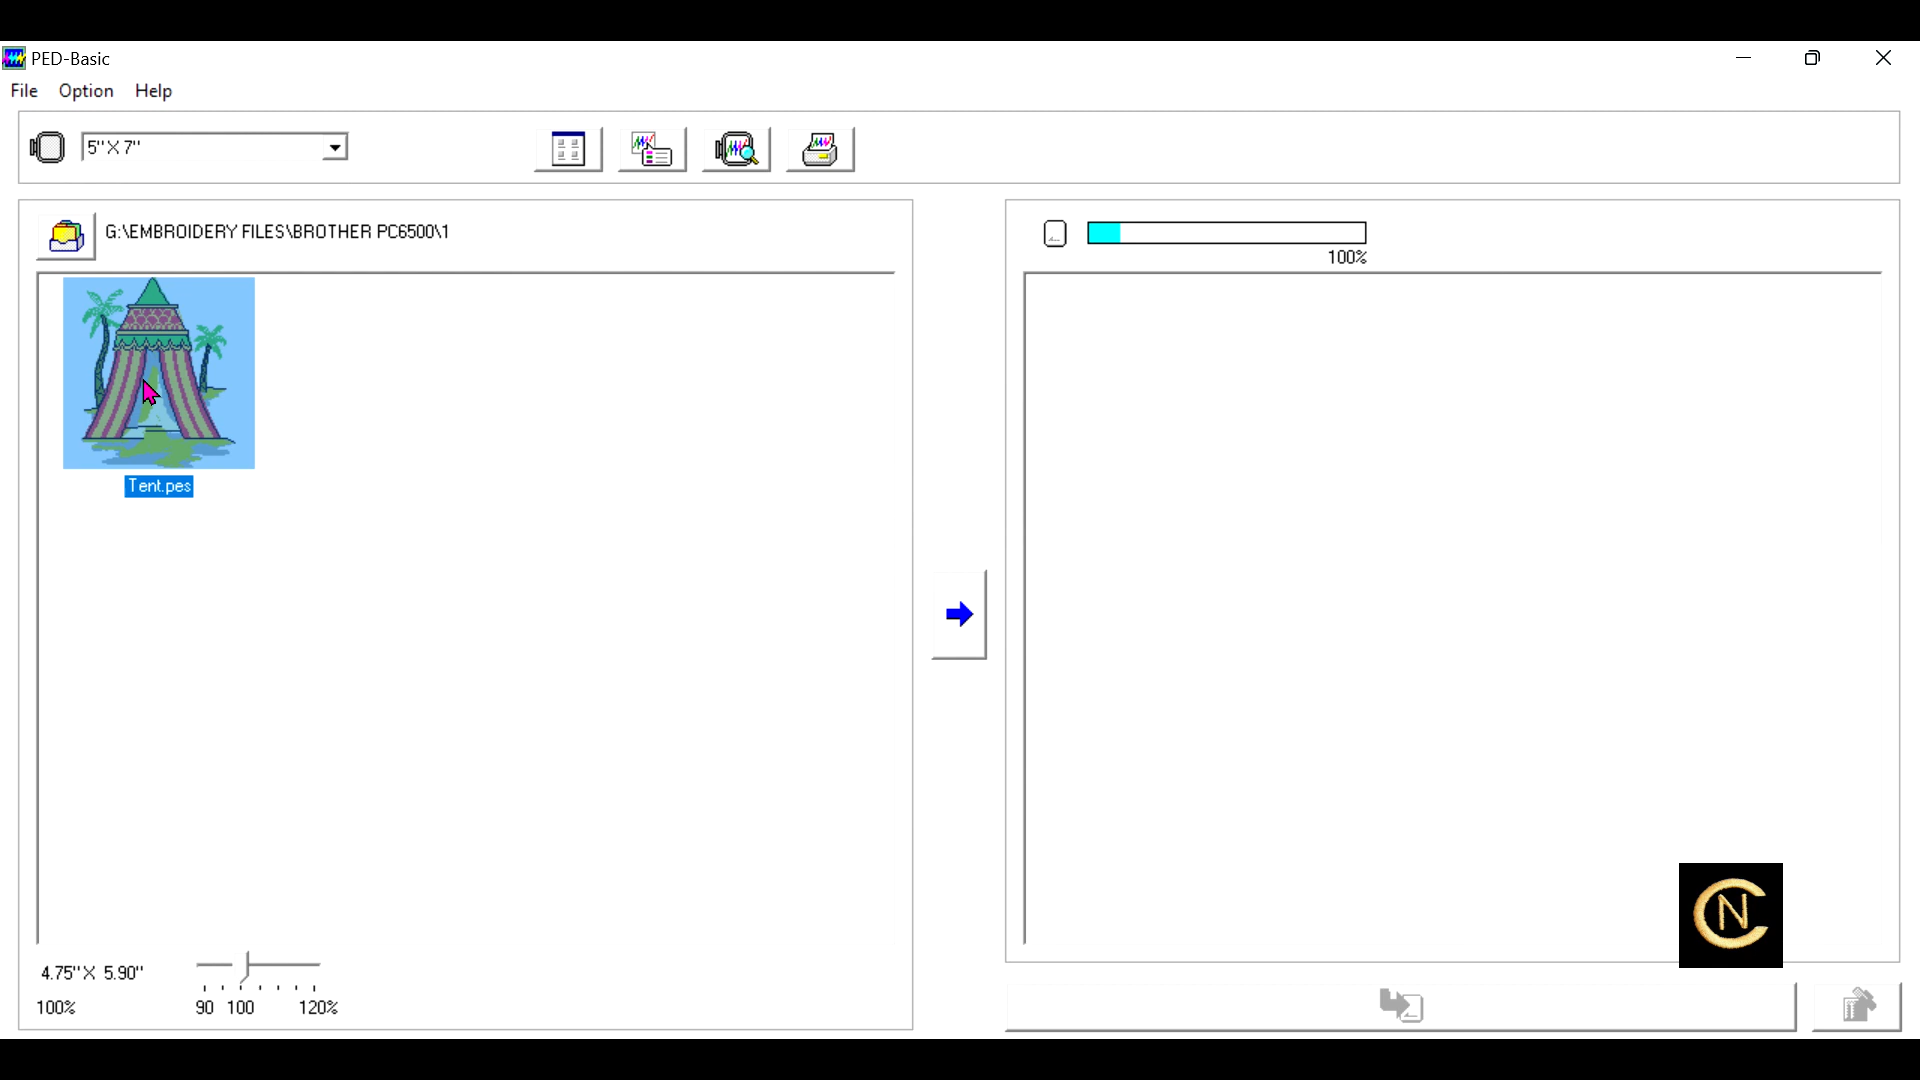 PED-Basic
File Option Help
5"X 7"
G:\EMBROIDERY FILES\BROTHER PC6500\1
100%
Tent.pes
4.75"X 5.90"
100%
90 100 120%
CN